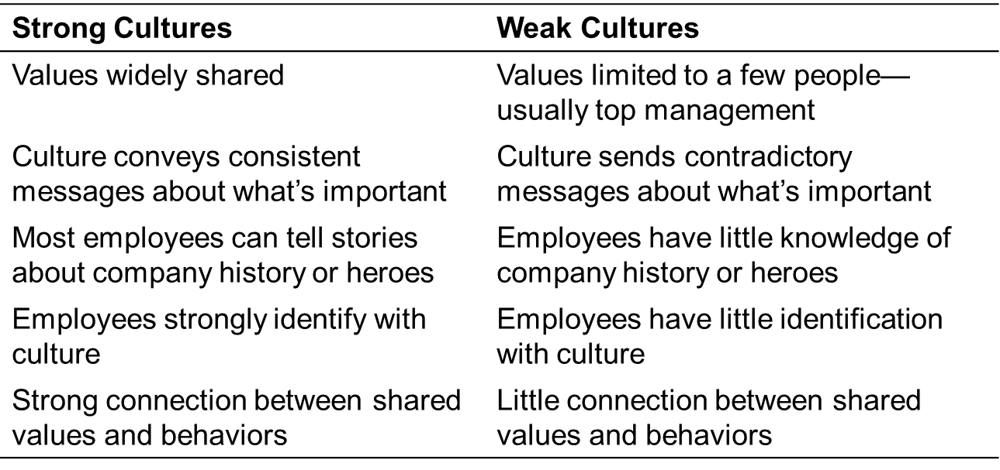 Strong Cultures Weak Cultures
Values widely shared Values limited to a few people—
usually top management
Culture conveys consistent Culture sends contradictory
messages about what’s important messages about what’s important
Most employees can tell stories Employees have little knowledge of
about company history or heroes company history or heroes
Employees strongly identify with Employees have little identification
culture with culture
Strong connection between shared Little connection between shared
values and behaviors values and behaviors